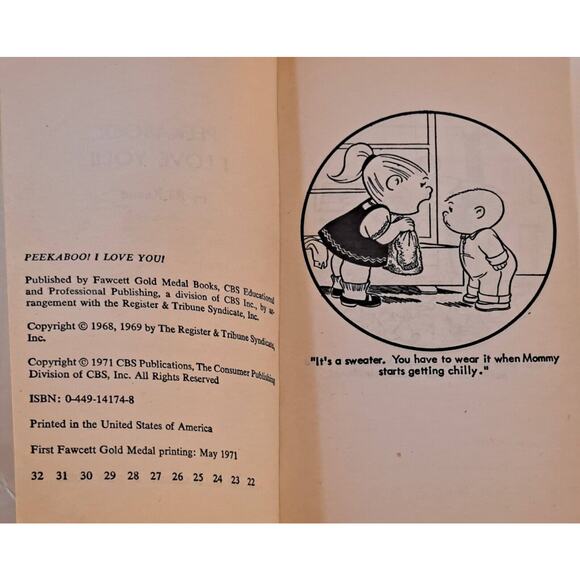 PEEKABOO! I LOVE YOU!
Published by Fawcett Gold Medal Books, CBS Educational
and Professional Publishing, a division of CBS Inc., by ar-
rangement with the Register & Tribune Syndicate, Inc.
Copyright © 1968, 1969 by The Register & Tribune Syndicate,
Inc.
Copyright © 1971 CBS Publications, The Consumer Publishing
Division of CBS, Inc. All Rights Reserved
ISBN: 0-449-14174-8
Printed in the United States of America
First Fawcett Gold Medal printing: May 1971
32 31 30 29 28 27 26 25 24 23 22
"It's a sweater. You have to wear it when Mommy
starts getting chilly."